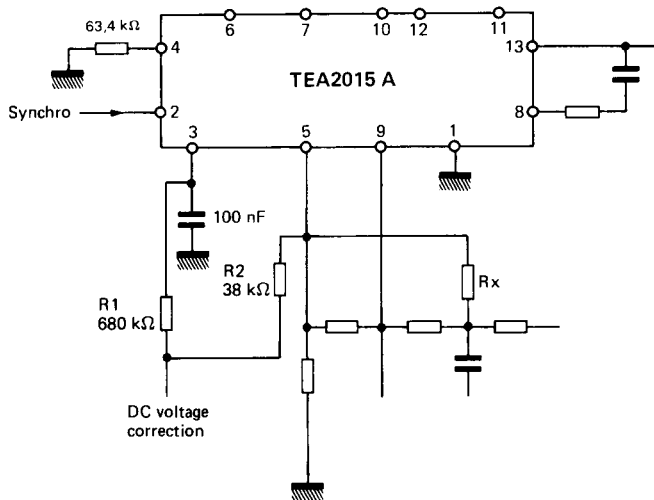 63,4 kΩ
4
6
7
10
12
11
13
TEA2015 A
Synchro
2
8
3
5
9
1
100 nF
R2
38 kΩ
Rx
R1
680 kΩ
DC voltage
correction